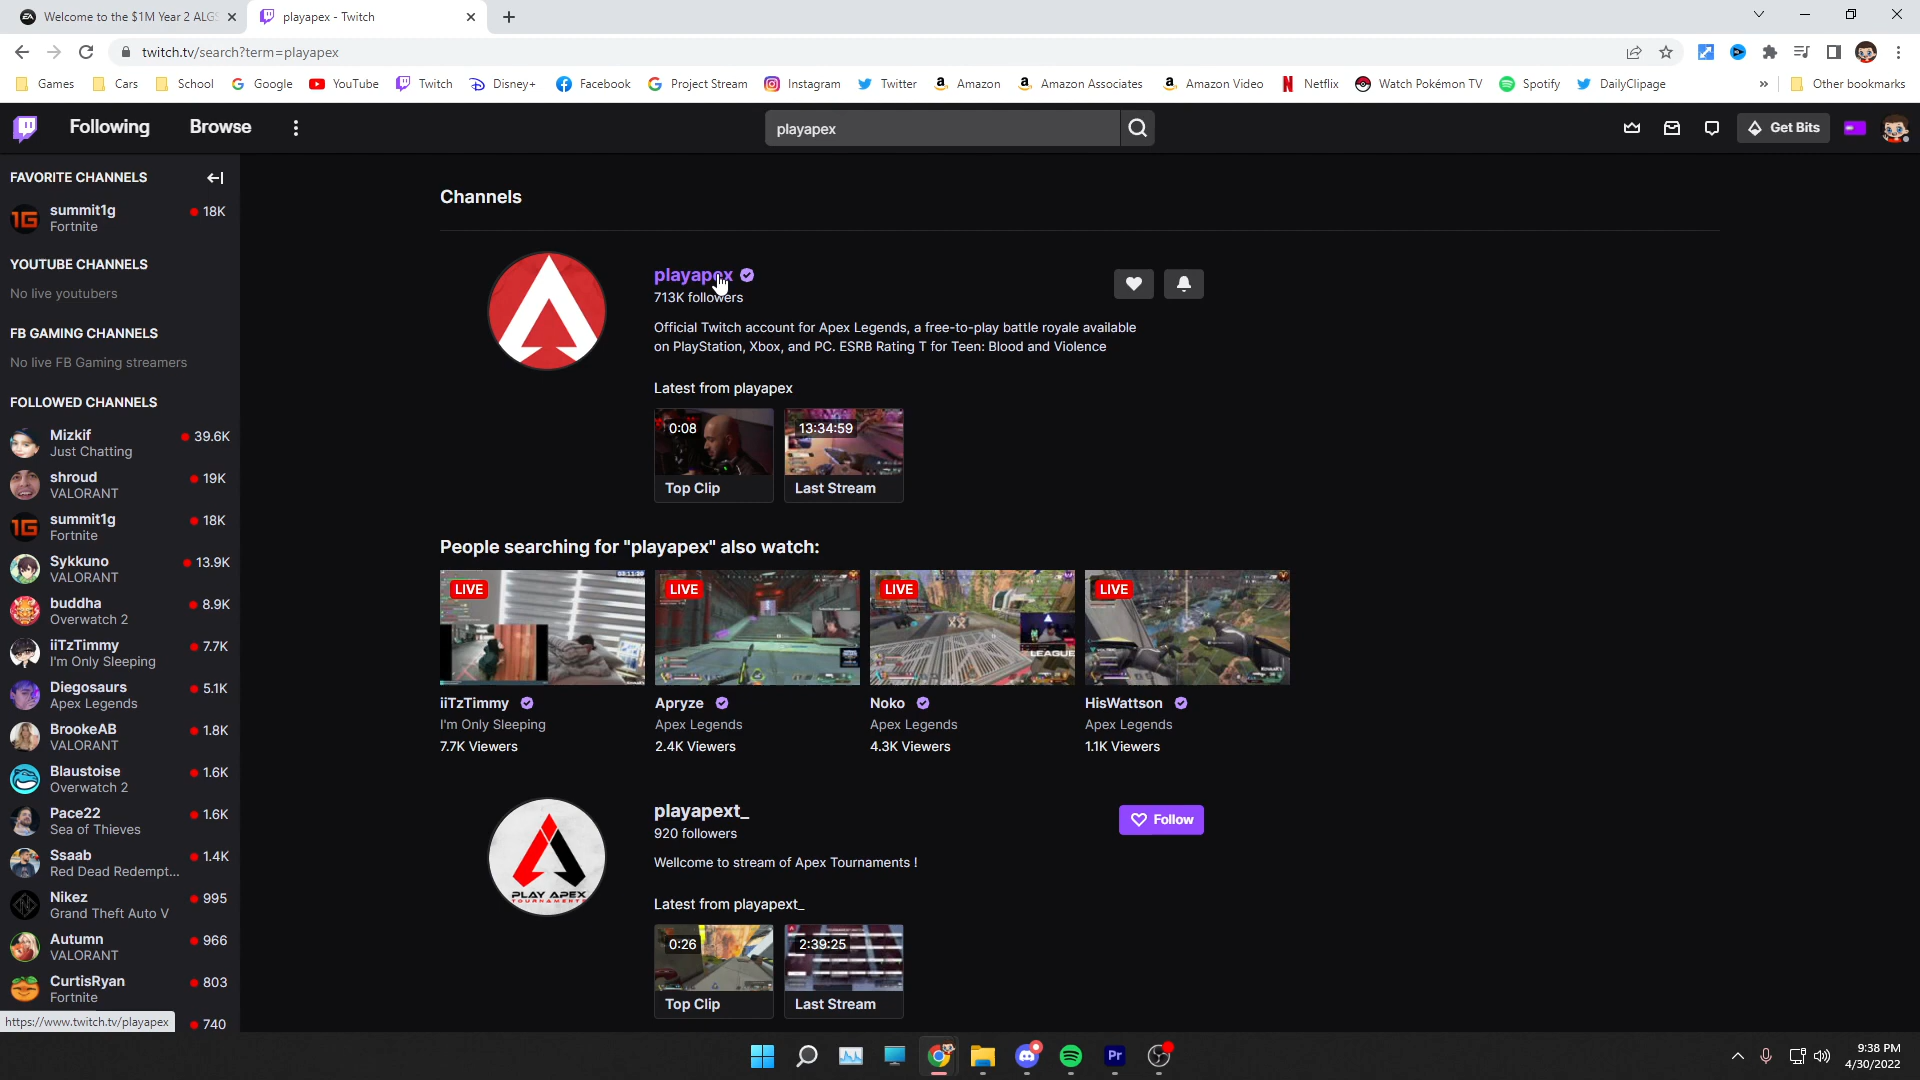 Welcome to the $1M Year 2 ALGS
playapex - Twitch
twitch.tv/search?term=playapex
Games
Cars
School
Google
YouTube
Twitch
Disney+
Facebook
Project Stream
Instagram
Twitter
Amazon
Amazon Associates
Amazon Video
Netflix
Watch Pokémon TV
Spotify
DailyClipage
Other bookmarks
Following
Browse
playapex
Get Bits
FAVORITE CHANNELS
summit1g
18K
Fortnite
YOUTUBE CHANNELS
No live youtubers
FB GAMING CHANNELS
No live FB Gaming streamers
FOLLOWED CHANNELS
Mizkif
39.6K
Just Chatting
shroud
19K
VALORANT
summit1g
18K
Fortnite
Sykkuno
13.9K
VALORANT
buddha
8.9K
Overwatch 2
iiTzTimmy
7.7K
I'm Only Sleeping
Diegosaurs
5.1K
Apex Legends
BrookeAB
1.8K
VALORANT
Blaustoise
1.6K
Overwatch 2
Pace22
1.6K
Sea of Thieves
Ssaab
1.4K
Red Dead Redempt...
Nikez
995
Grand Theft Auto V
Autumn
966
VALORANT
CurtisRyan
803
Fortnite
740
https://www.twitch.tv/playapex
Channels
playapex
713K followers
Official Twitch account for Apex Legends, a free-to-play battle royale available
on PlayStation, Xbox, and PC. ESRB Rating T for Teen: Blood and Violence
Latest from playapex
0:08
Top Clip
13:34:59
Last Stream
People searching for "playapex" also watch:
LIVE
iiTzTimmy
I'm Only Sleeping
7.7K Viewers
LIVE
Apryze
Apex Legends
2.4K Viewers
LIVE
LEAGUE
Noko
Apex Legends
4.3K Viewers
LIVE
HisWattson
Apex Legends
1.1K Viewers
PLAY APEX
TOURNAMENTS
playapext_
920 followers
Follow
Wellcome to stream of Apex Tournaments !
Latest from playapext_
0:26
Top Clip
2:39:25
Last Stream
Pr
9:38 PM
4/30/2022